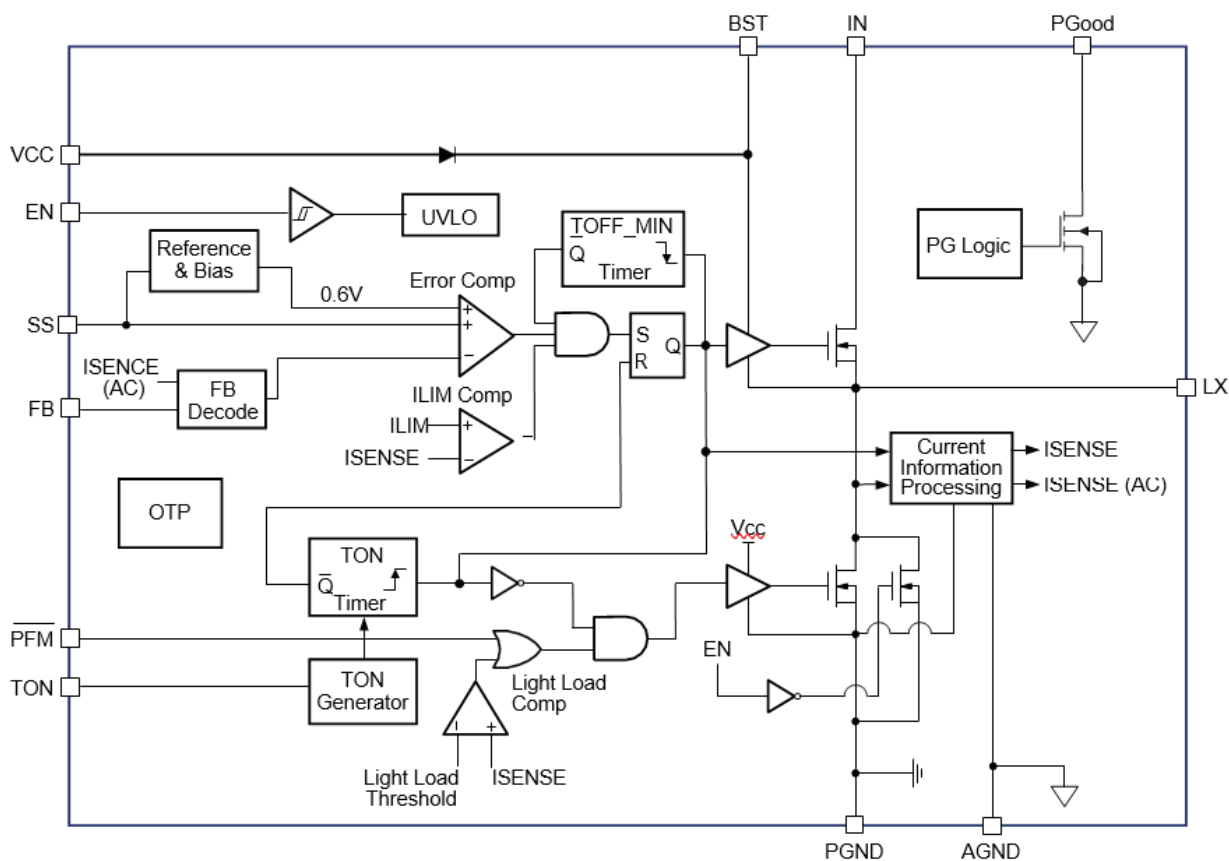 BST
IN
PGood
VCC
EN
UVLO
TOFF_MIN
Q
Timer
Reference
& Bias
Error Comp
PG Logic
0.6V
SS
+
+
−
S
Q
R
ISENCE
(AC)
FB
FB
Decode
LX
ILIM Comp
ILIM
+
ISENSE
−
−
Current
Information
Processing
ISENSE
ISENSE (AC)
OTP
Vcc
TON
Q
Timer
PFM
EN
TON
TON
Generator
Light Load
Comp
− +
Light Load
Threshold
ISENSE
PGND
AGND